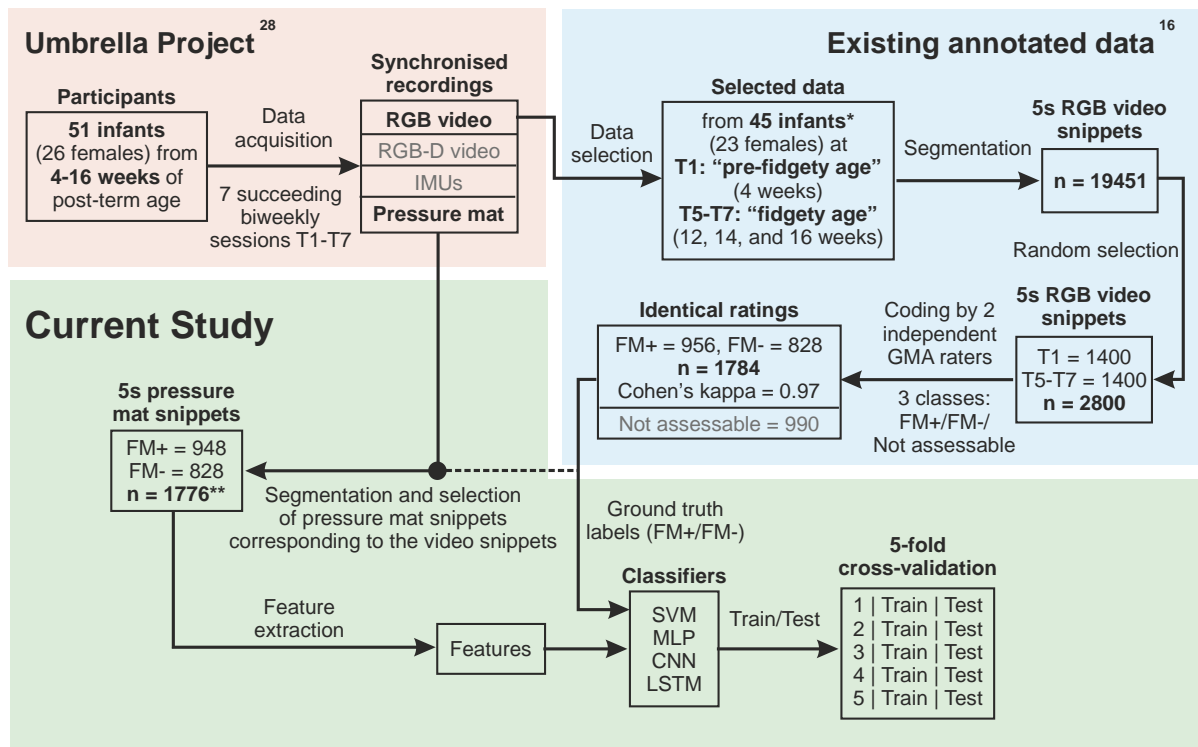 Umbrella Project 28
Participants
51 infants
(26 females) from
4-16 weeks of
post-term age
Data
acquisition
7 succeeding
biweekly
sessions T1-T7
Synchronised
recordings
RGB video
RGB-D video
IMUs
Pressure mat
Existing annotated data 16
Data
selection
Selected data
from 45 infants*
(23 females) at
T1: “pre-fidgety age”
(4 weeks)
T5-T7: “fidgety age”
(12, 14, and 16 weeks)
Segmentation
5s RGB video
snippets
n = 19451
Random selection
5s RGB video
snippets
T1 = 1400
T5-T7 = 1400
n = 2800
Coding by 2
independent
GMA raters
3 classes:
FM+/FM-/
Not assessable
Identical ratings
FM+ = 956, FM- = 828
n = 1784
Cohen’s kappa = 0.97
Not assessable = 990
Current Study
5s pressure
mat snippets
FM+ = 948
FM- = 828
n = 1776**
Segmentation and selection
of pressure mat snippets
corresponding to the video snippets
Ground truth
labels (FM+/FM-)
Feature
extraction
Features
Classifiers
SVM
MLP
CNN
LSTM
Train/Test
5-fold
cross-validation
1 | Train | Test
2 | Train | Test
3 | Train | Test
4 | Train | Test
5 | Train | Test